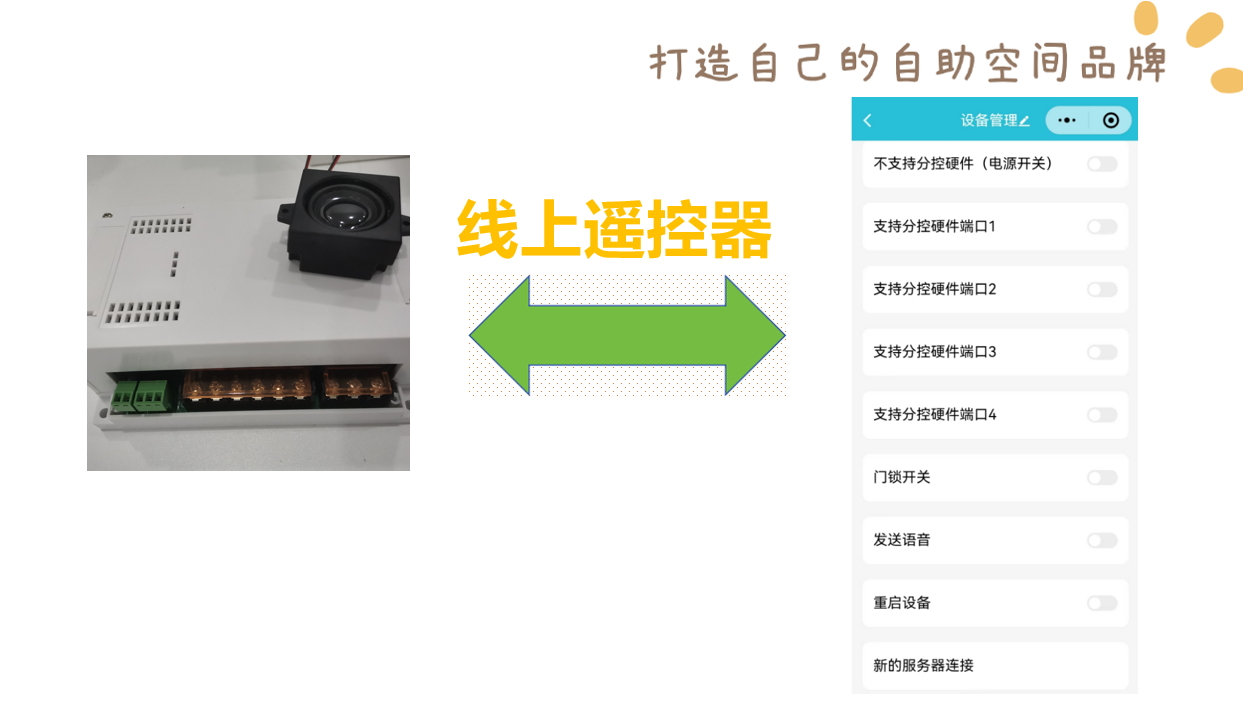 打造自己的自助空间品牌
线上遥控器
设备管理
不支持分控硬件（电源开关）
支持分控硬件端口1
支持分控硬件端口2
支持分控硬件端口3
支持分控硬件端口4
门锁开关
发送语音
重启设备
新的服务器连接